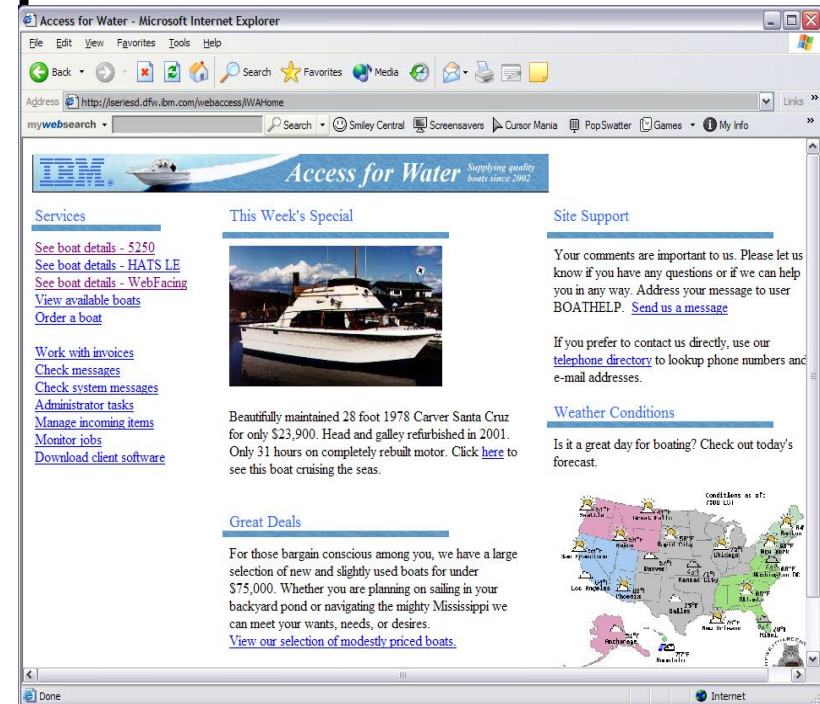 Access for Water - Microsoft Internet Explorer
File Edit View Favorites Tools Help
Back Search Favorites Media
Address http://iseriesd.dfw.ibm.com/webaccess/iWAHome Links »
mywebsearch Search Smiley Central Screensavers Cursor Mania PopSwatter Games My Info »
IBM Access for Water Supplying quality
boats since 2002
Services
See boat details - 5250
See boat details - HATS LE
See boat details - WebFacing
View available boats
Order a boat
Work with invoices
Check messages
Check system messages
Administrator tasks
Manage incoming items
Monitor jobs
Download client software
This Week's Special
Beautifully maintained 28 foot 1978 Carver Santa Cruz
for only $23,900. Head and galley refurbished in 2001.
Only 31 hours on completely rebuilt motor. Click here to
see this boat cruising the seas.
Great Deals
For those bargain conscious among you, we have a large
selection of new and slightly used boats for under
$75,000. Whether you are planning on sailing in your
backyard pond or navigating the mighty Mississippi we
can meet your wants, needs, or desires.
View our selection of modestly priced boats.
Site Support
Your comments are important to us. Please let us
know if you have any questions or if we can help
you in any way. Address your message to user
BOATHELP. Send us a message
If you prefer to contact us directly, use our
telephone directory to lookup phone numbers and
e-mail addresses.
Weather Conditions
Is it a great day for boating? Check out today's
forecast.
Conditions as of:
Seattle
Great Falls
Boise
Rapid City
Chicago
Boston
New York
San Francisco
Denver
Kansas City
Washington DC
Los Angeles
Phoenix
Atlanta
Dallas
New Orleans
Miami
Anchorage
Honolulu
Done Internet